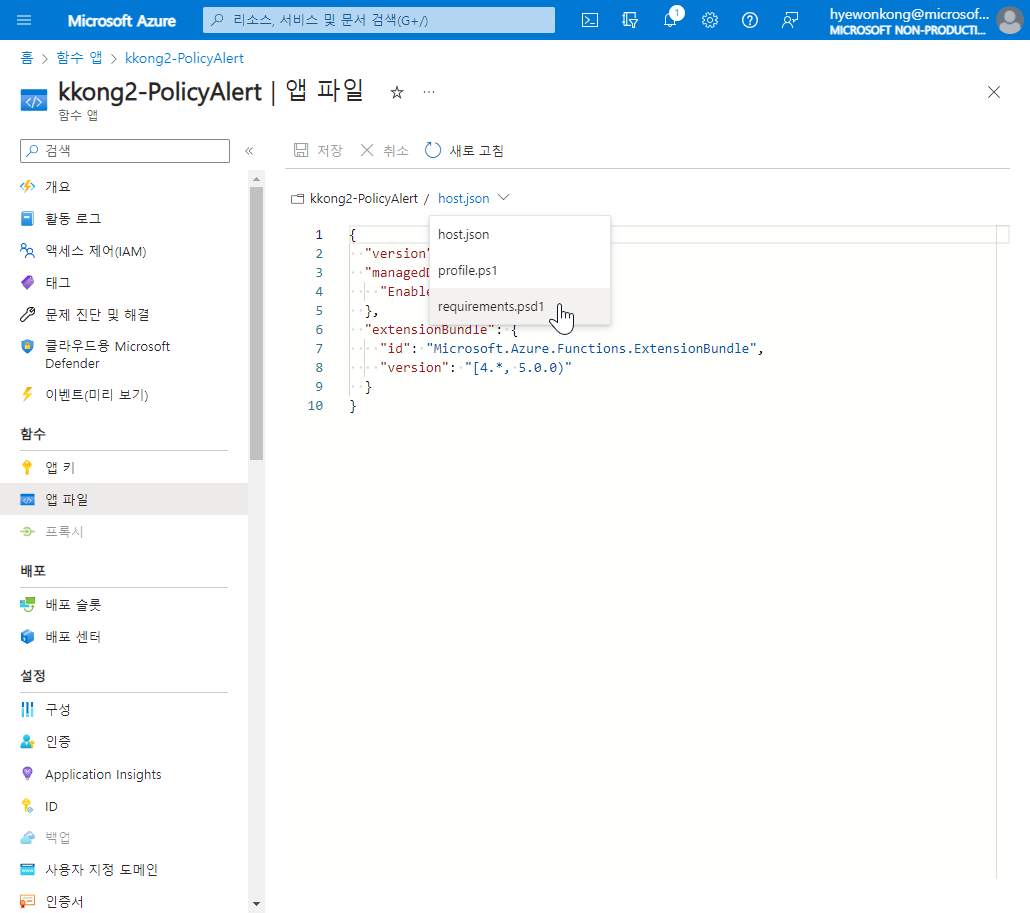 Microsoft Azure
리소스, 서비스 및 문서 검색(G+/)
1
hyewonkong@microsof...
MICROSOFT NON-PRODUCTI...
홈 > 함수 앱 > kkong2-PolicyAlert
kkong2-PolicyAlert | 앱 파일
함수 앱
검색
저장
취소
새로 고침
개요
활동 로그
액세스 제어(IAM)
태그
문제 진단 및 해결
클라우드용 Microsoft
Defender
이벤트(미리 보기)
함수
앱 키
앱 파일
프록시
배포
배포 슬롯
배포 센터
설정
구성
인증
Application Insights
ID
백업
사용자 지정 도메인
인증서
kkong2-PolicyAlert / host.json
host.json
profile.ps1
requirements.psd1
1 {
2 "version"
3 "managedD
4 "Enable
5 },
6 "extensionBundle": {
7 "id": "Microsoft.Azure.Functions.ExtensionBundle",
8 "version": "[4.*, 5.0.0)"
9 }
10 }